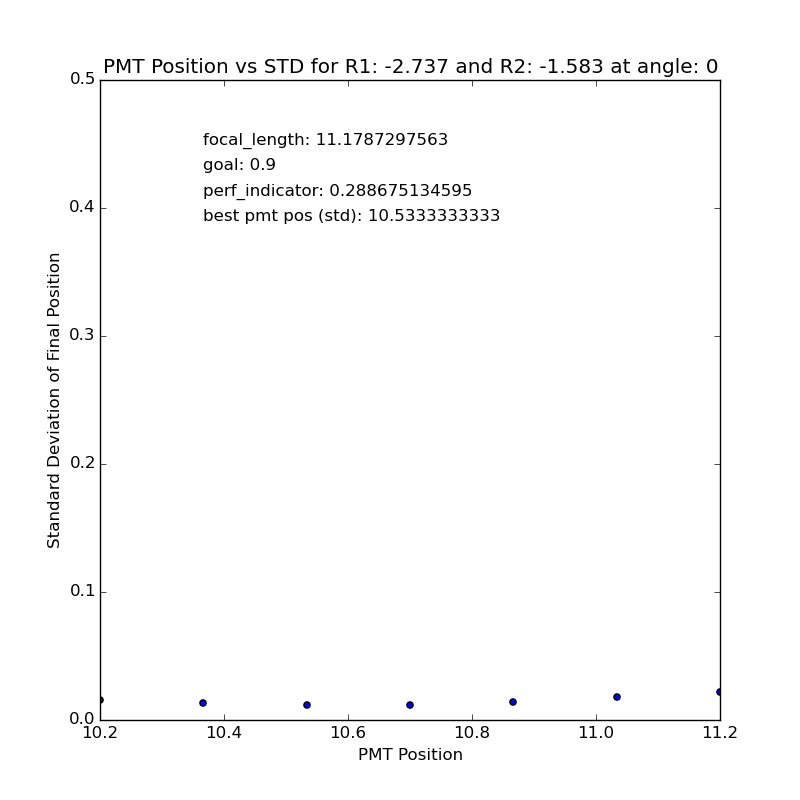 PMT Position vs STD for R1: -2.737 and R2: -1.583 at angle: 0
0.5
focal_length: 11.1787297563
goal: 0.9
perf_indicator: 0.288675134595
best pmt pos (std): 10.5333333333
0.4
0.3
Standard Deviation of Final Position
0.2
0.1
0.0
10.2 10.4 10.6 10.8 11.0 11.2
PMT Position